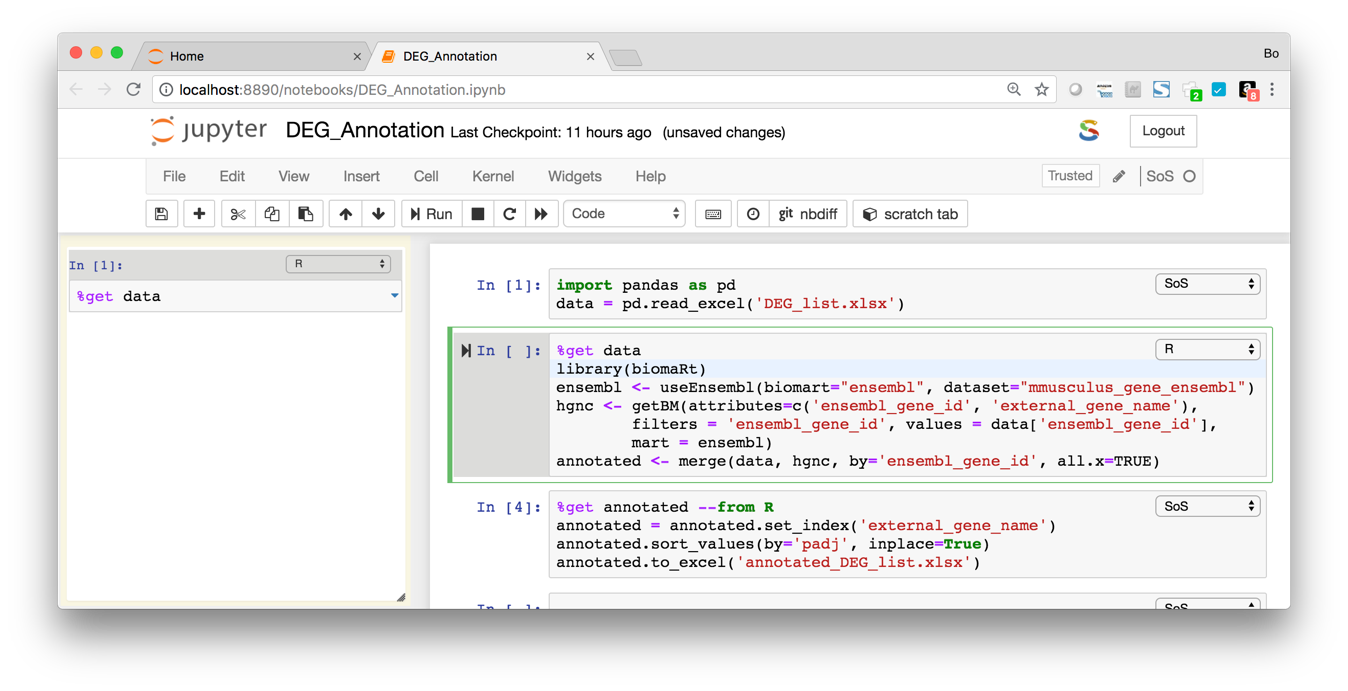 Home
DEG_Annotation
Bo
localhost:8890/notebooks/DEG_Annotation.ipynb
2
8
jupyter DEG_Annotation Last Checkpoint: 11 hours ago (unsaved changes)
Logout
File Edit View Insert Cell Kernel Widgets Help
Trusted
SoS
Run
Code
git nbdiff
scratch tab
In [1]:
R
%get data
In [1]:
SoS
import pandas as pd
data = pd.read_excel('DEG_list.xlsx')
In [ ]:
R
%get data
library(biomaRt)
ensembl <- useEnsembl(biomart="ensembl", dataset="mmusculus_gene_ensembl")
hgnc <- getBM(attributes=c('ensembl_gene_id', 'external_gene_name'),
filters = 'ensembl_gene_id', values = data['ensembl_gene_id'],
mart = ensembl)
annotated <- merge(data, hgnc, by='ensembl_gene_id', all.x=TRUE)
In [4]:
SoS
%get annotated --from R
annotated = annotated.set_index('external_gene_name')
annotated.sort_values(by='padj', inplace=True)
annotated.to_excel('annotated_DEG_list.xlsx')
In [ ]:
SoS